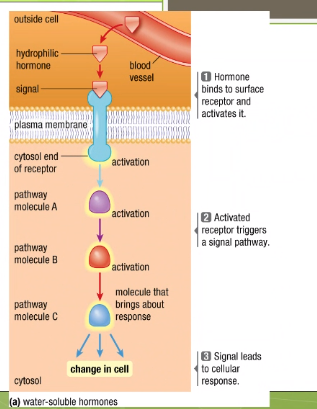 outside cell
hydrophilic
hormone
blood
vessel
signal
1 Hormone
binds to surface
receptor and
activates it.
plasma membrane
cytosol end
of receptor
activation
pathway
molecule A
activation
2 Activated
receptor triggers
a signal pathway.
pathway
molecule B
activation
pathway
molecule C
molecule that
brings about
response
change in cell
3 Signal leads
to cellular
response.
cytosol
(a) water-soluble hormones